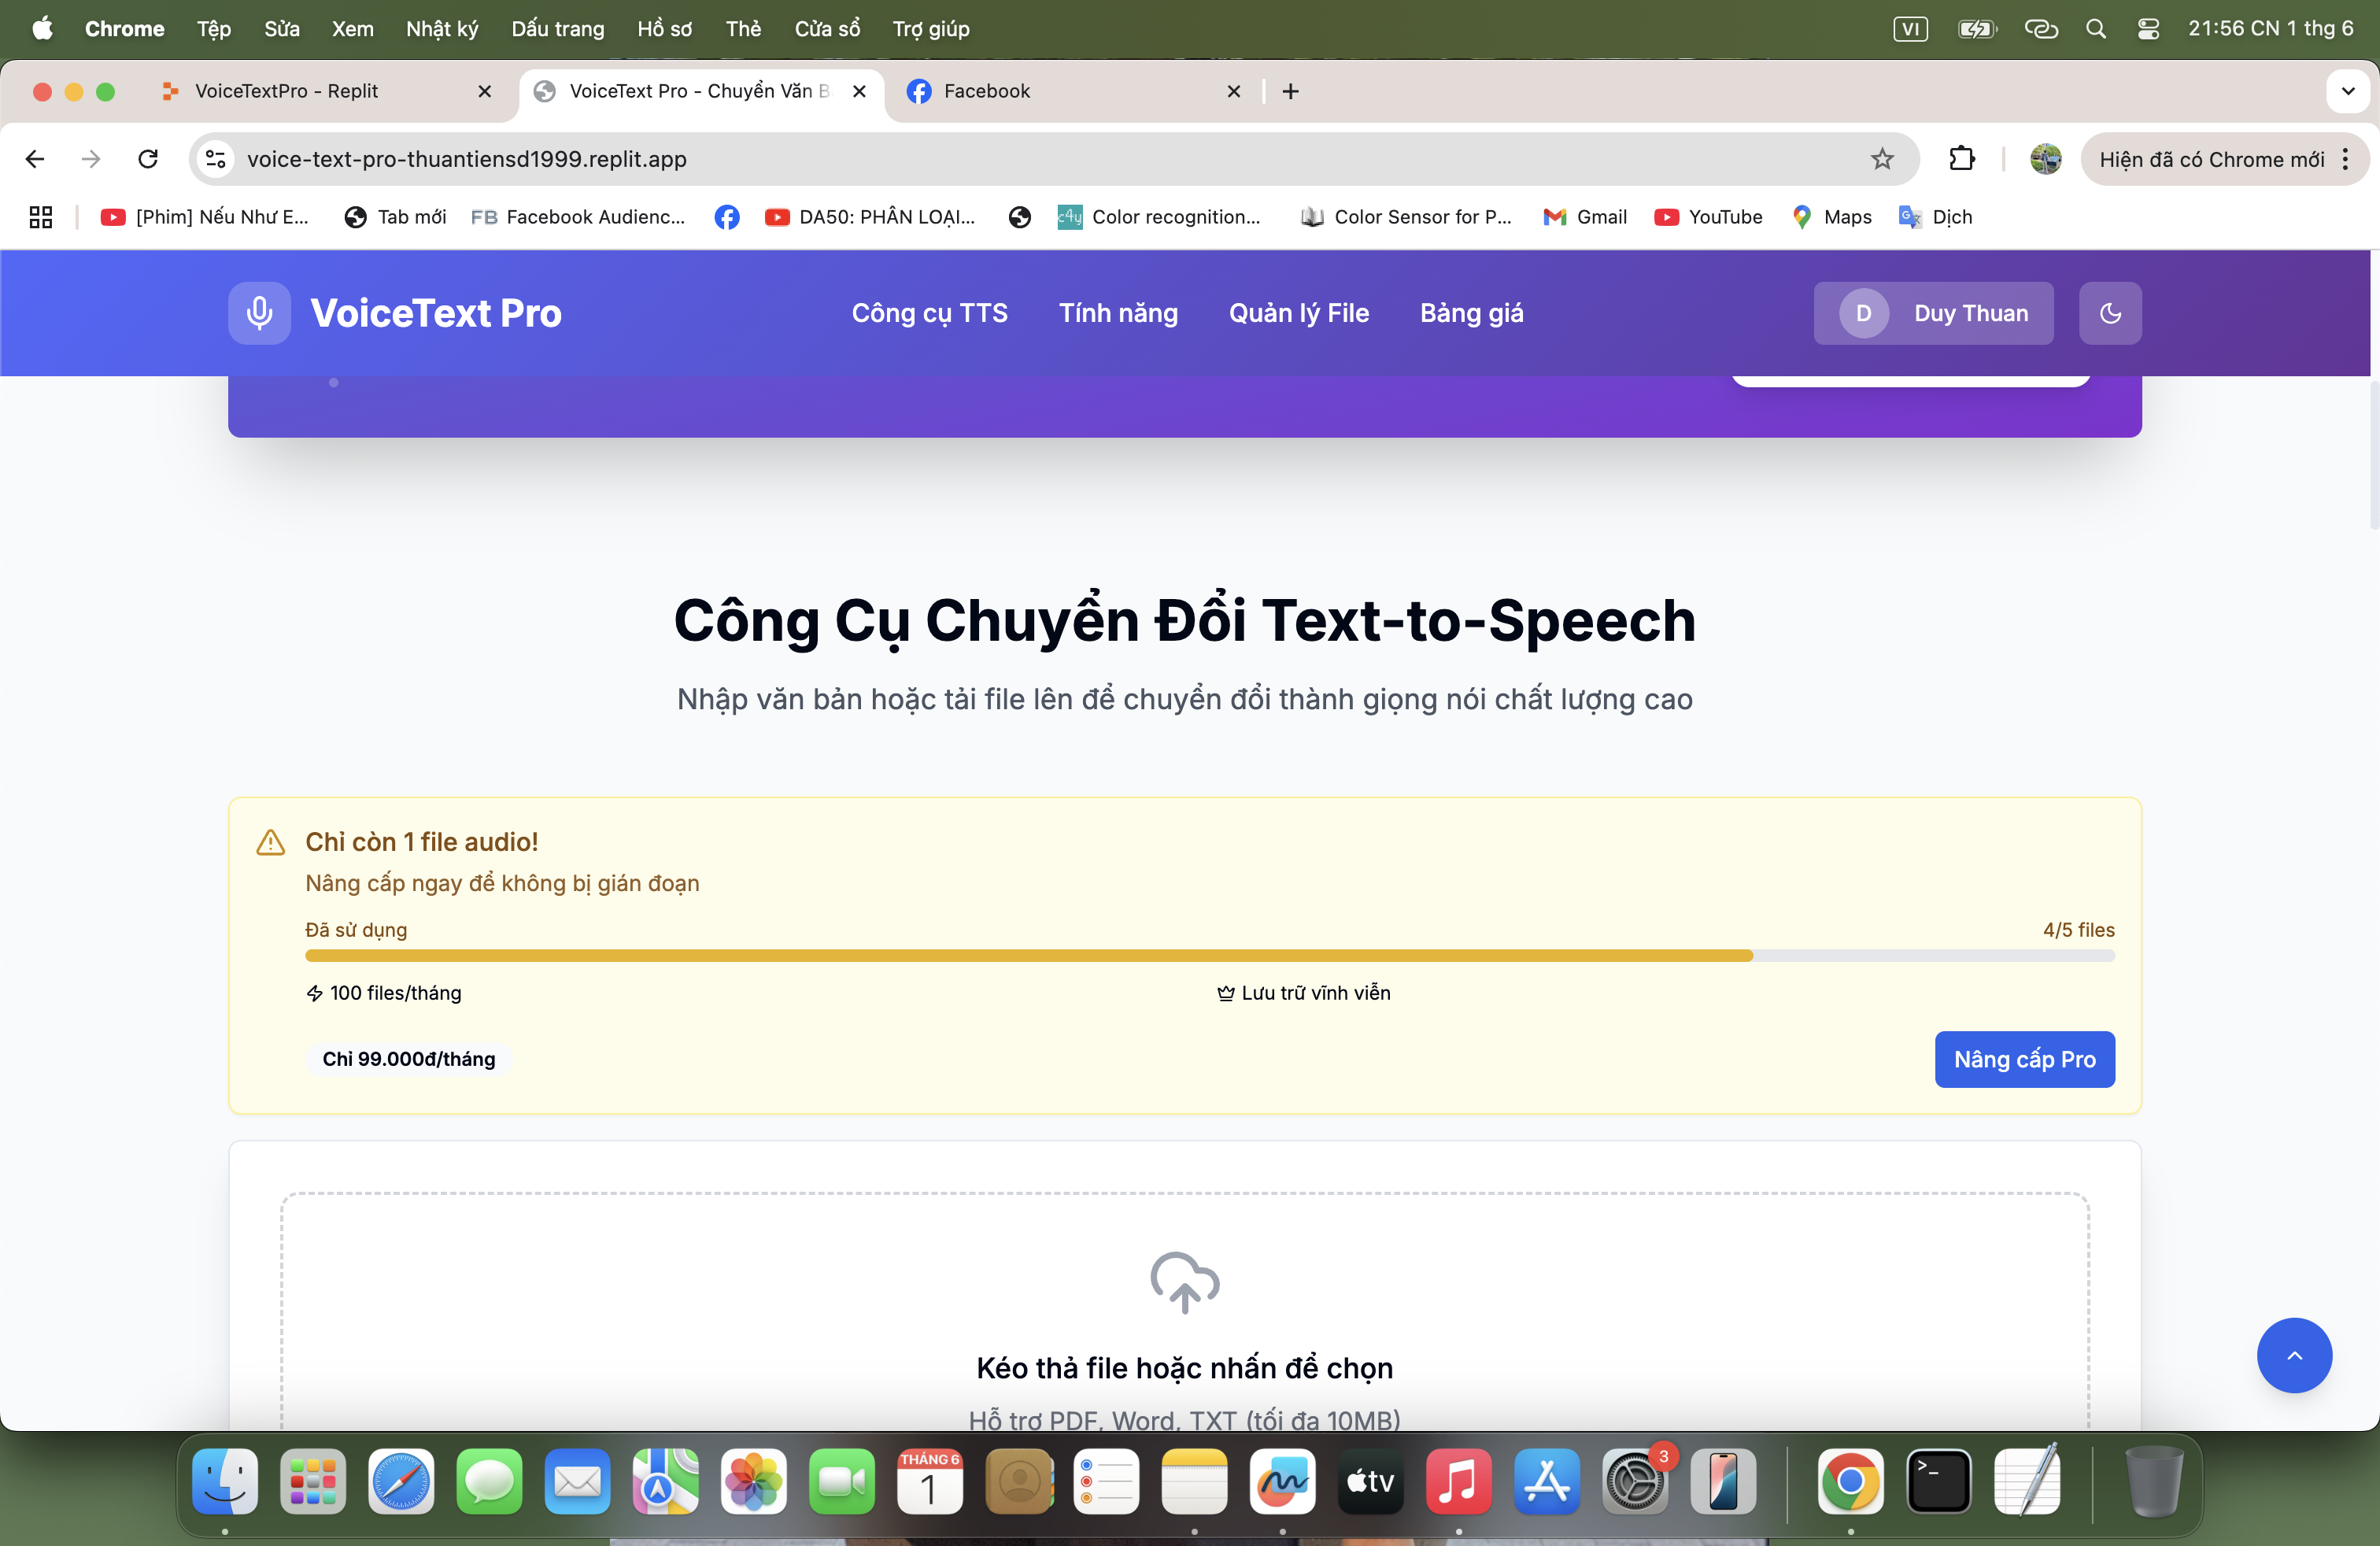 Chrome Tệp Sửa Xem Nhật ký Dấu trang Hồ sơ Thẻ Cửa sổ Trợ giúp VI 21:56 CN 1 thg 6
VoiceTextPro - Replit VoiceText Pro - Chuyển Văn B Facebook
voice-text-pro-thuantiensd1999.replit.app Hiện đã có Chrome mới
[Phim] Nếu Như E... Tab mới FB Facebook Audienc... DA50: PHÂN LOẠI... c4y Color recognition... Color Sensor for P... Gmail YouTube Maps Dịch
VoiceText Pro Công cụ TTS Tính năng Quản lý File Bảng giá D Duy Thuan
Công Cụ Chuyển Đổi Text-to-Speech
Nhập văn bản hoặc tải file lên để chuyển đổi thành giọng nói chất lượng cao
Chỉ còn 1 file audio!
Nâng cấp ngay để không bị gián đoạn
Đã sử dụng 4/5 files
100 files/tháng Lưu trữ vĩnh viễn
Chỉ 99.000đ/tháng Nâng cấp Pro
Kéo thả file hoặc nhấn để chọn
Hỗ trợ PDF, Word, TXT (tối đa 10MB)
THÁNG 6
1
tv
3
>_